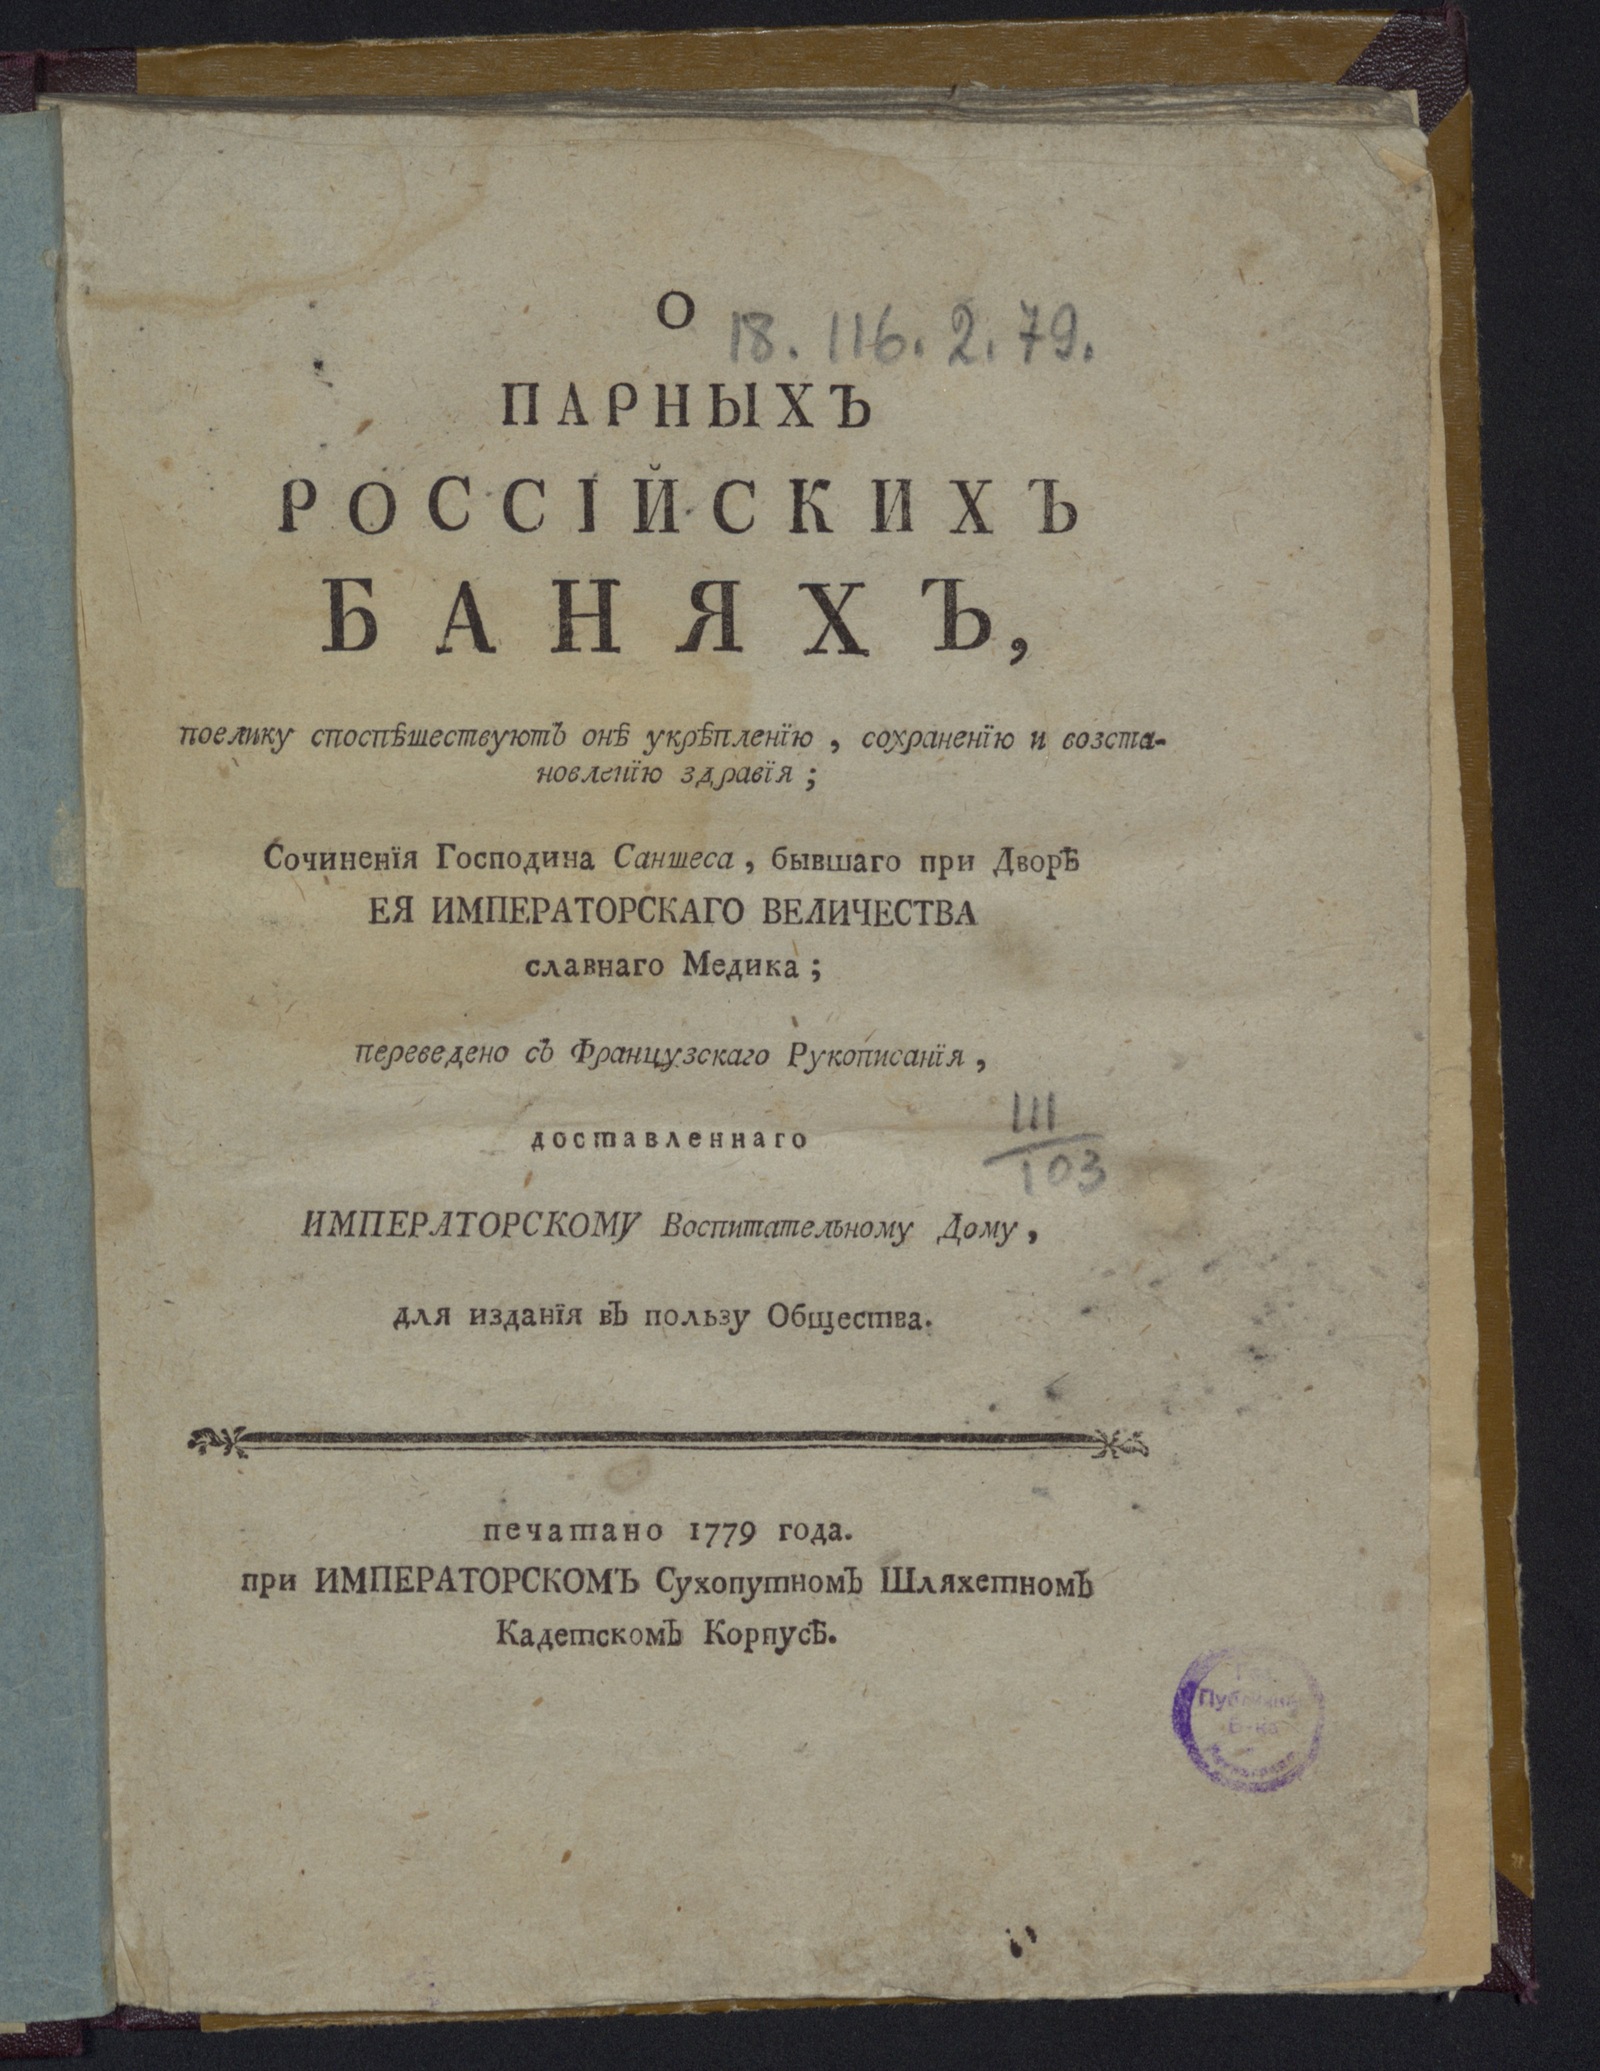 О
18. 116. 2. 79.
ПАРНЫХЪ
РОССІЙСКИХЪ
БАНЯХЪ,
поелику споспѣшествуютъ онѣ укрѣпленїю, сохраненїю и возста-
новленїю здравїя;
Сочиненїя Господина Саншеса, бывшаго при Дворѣ
ЕЯ ИМПЕРАТОРСКАГО ВЕЛИЧЕСТВА
славнаго Медика;
переведено съ Французскаго Рукописанїя,
доставленнаго
III
103
ИМПЕРАТОРСКОМУ Воспитательному Дому,
для изданїя въ пользу Общества.
печатано 1779 года.
при ИМПЕРАТОРСКОМЪ Сухопутномъ Шляхетномъ
Кадетскомъ Корпусѣ.